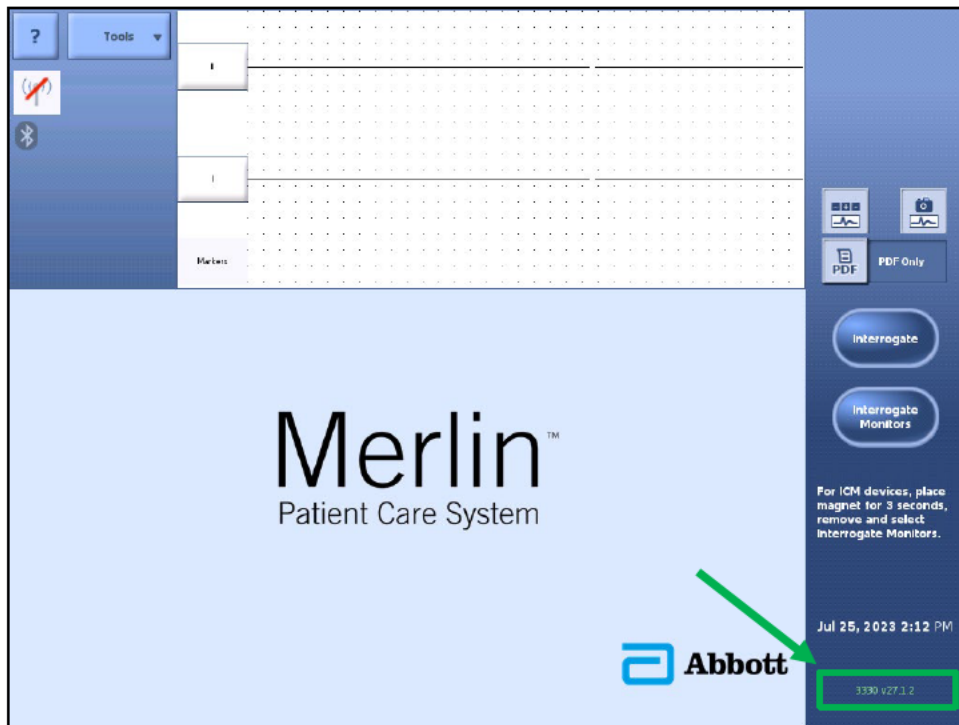 ?
Tools
II
I
Markers
PDF
PDF Only
Interrogate
Interrogate
Monitors
For ICM devices, place
magnet for 3 seconds,
remove and select
Interrogate Monitors.
Merlin™
Patient Care System
Jul 25, 2023 2:12 PM
Abbott
3330 v27.1.2